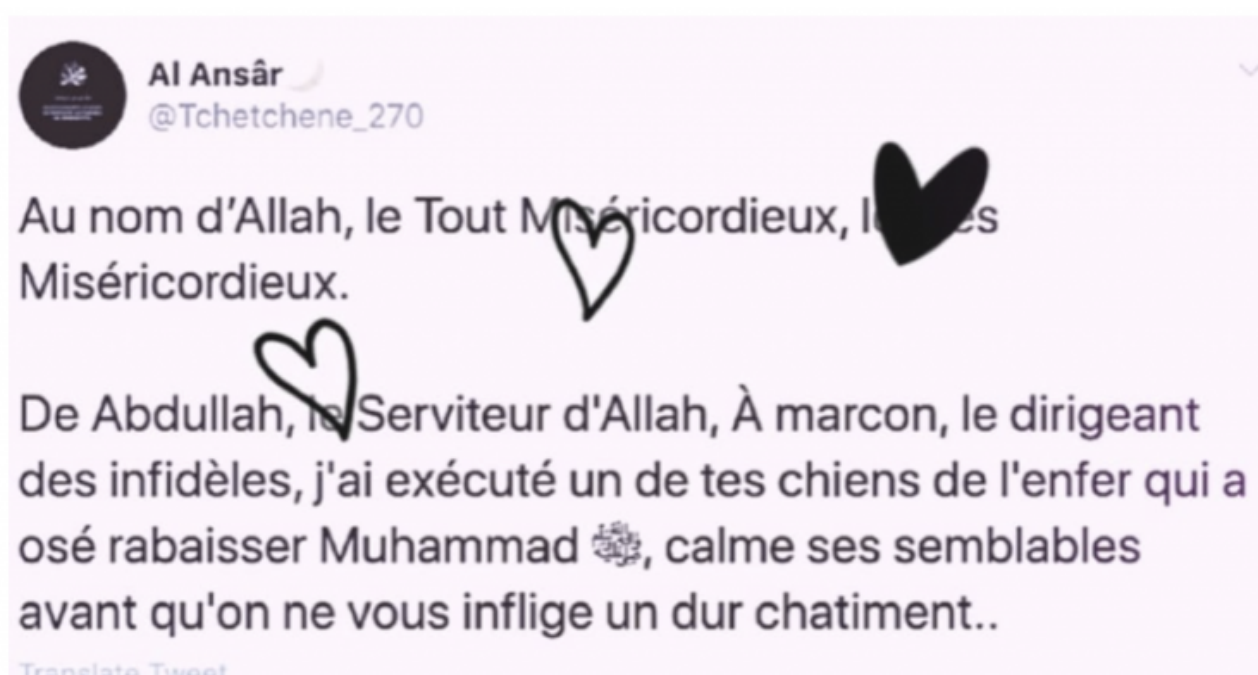 Al Ansâr 🌙
@Tchetchene_270
Au nom d’Allah, le Tout Miséricordieux,
Miséricordieux.
De Abdullah, le Serviteur d'Allah, À marcon, le dirigeant
des infidèles, j'ai exécuté un de tes chiens de l'enfer qui a
osé rabaisser Muhammad ﷺ, calme ses semblables
avant qu'on ne vous inflige un dur chatiment..
Translate Tweet